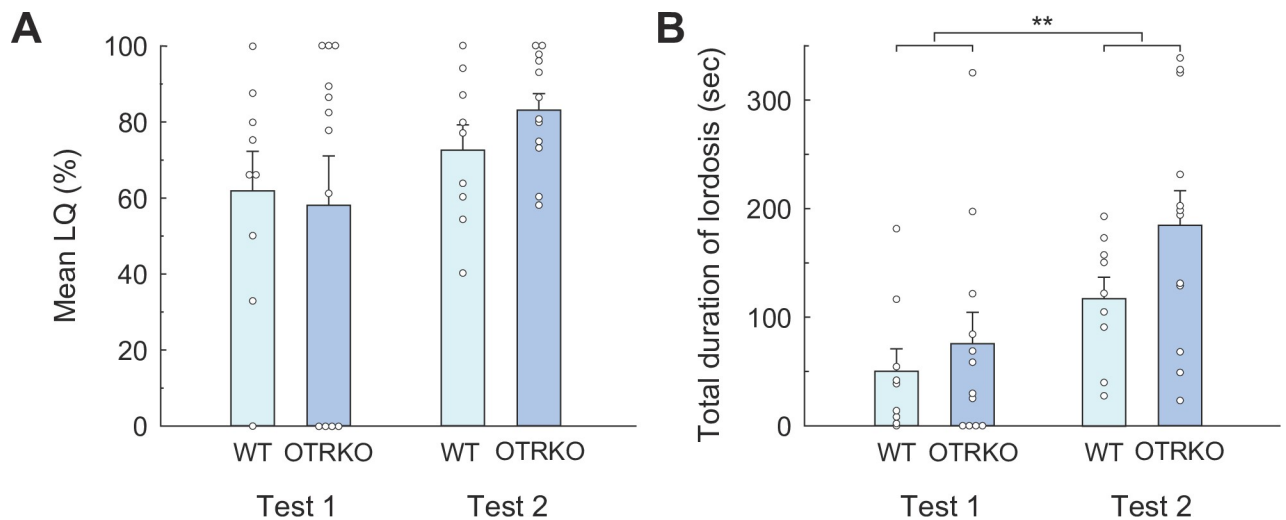 A
Mean LQ (%)
100
80
60
40
20
0
WT OTRKO WT OTRKO
Test 1 Test 2
B
**
Total duration of lordosis (sec)
300
200
100
0
WT OTRKO WT OTRKO
Test 1 Test 2